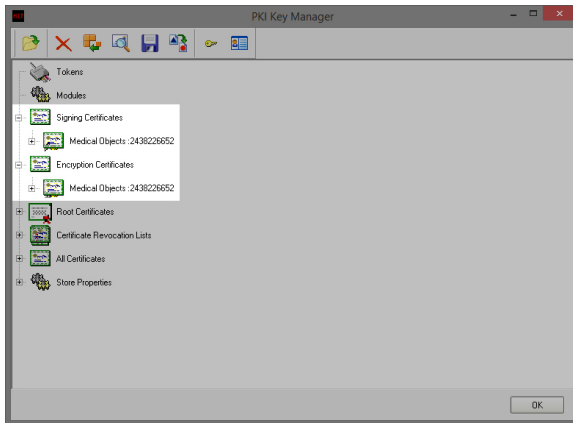 PKI Key Manager
Tokens
Modules
Signing Certificates
Medical Objects :2438226652
Encryption Certificates
Medical Objects :2438226652
Root Certificates
Certificate Revocation Lists
All Certificates
Store Properties
OK